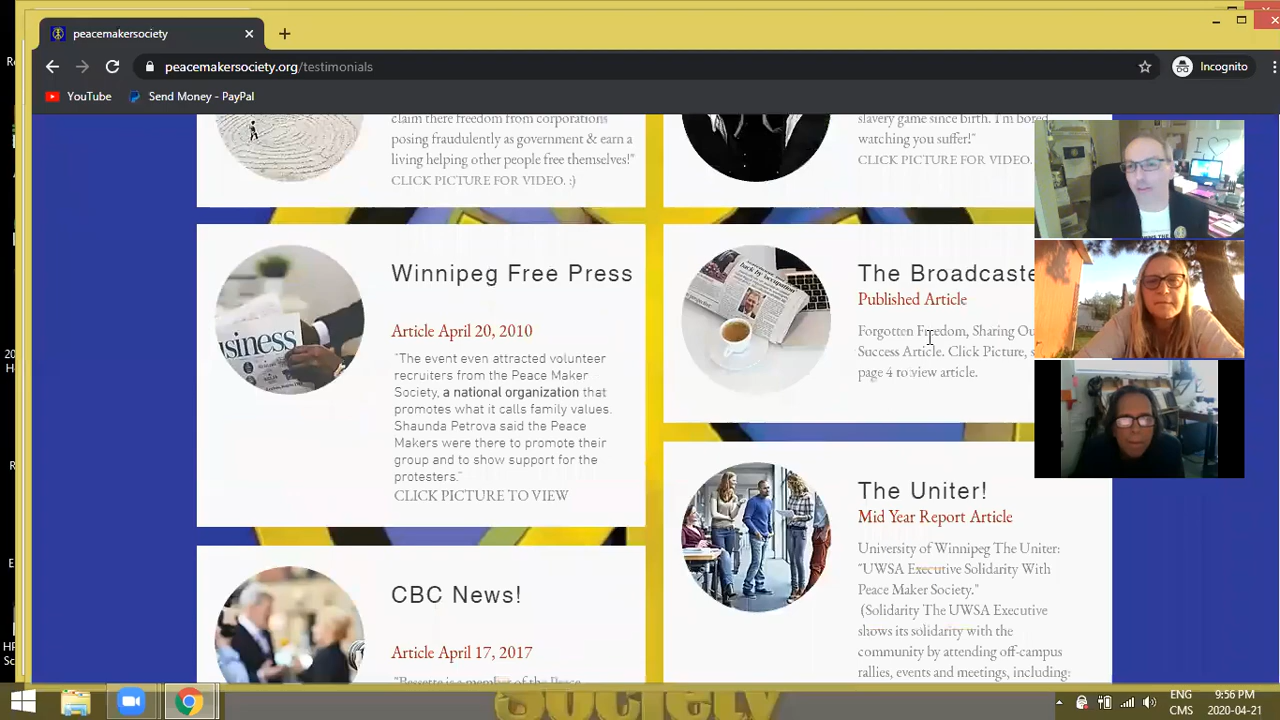 peacemakersociety
peacemakersociety.org/testimonials
Incognito
YouTube
Send Money - PayPal
claim there freedom from corporations
posing fraudulently as government & earn a
living helping other people free themselves!"
CLICK PICTURE FOR VIDEO. :)
slavery game since birth. I'm bored
watching you suffer!"
CLICK PICTURE FOR VIDEO.
Winnipeg Free Press
Article April 20, 2010
"The event even attracted volunteer
recruiters from the Peace Maker
Society, a national organization that
promotes what it calls family values.
Shaunda Petrova said the Peace
Makers were there to promote their
group and to show support for the
protesters."
CLICK PICTURE TO VIEW
The Broadcaste
Published Article
Forgotten Freedom, Sharing Ou
Success Article. Click Picture, s
page 4 to view article.
The Uniter!
Mid Year Report Article
University of Winnipeg The Uniter:
"UWSA Executive Solidarity With
Peace Maker Society."
(Solidarity The UWSA Executive
shows its solidarity with the
community by attending off-campus
rallies, events and meetings, including:
CBC News!
Article April 17, 2017
"Bessette is a member of the Peace
usiness
Society
ENG
CMS
9:56 PM
2020-04-21